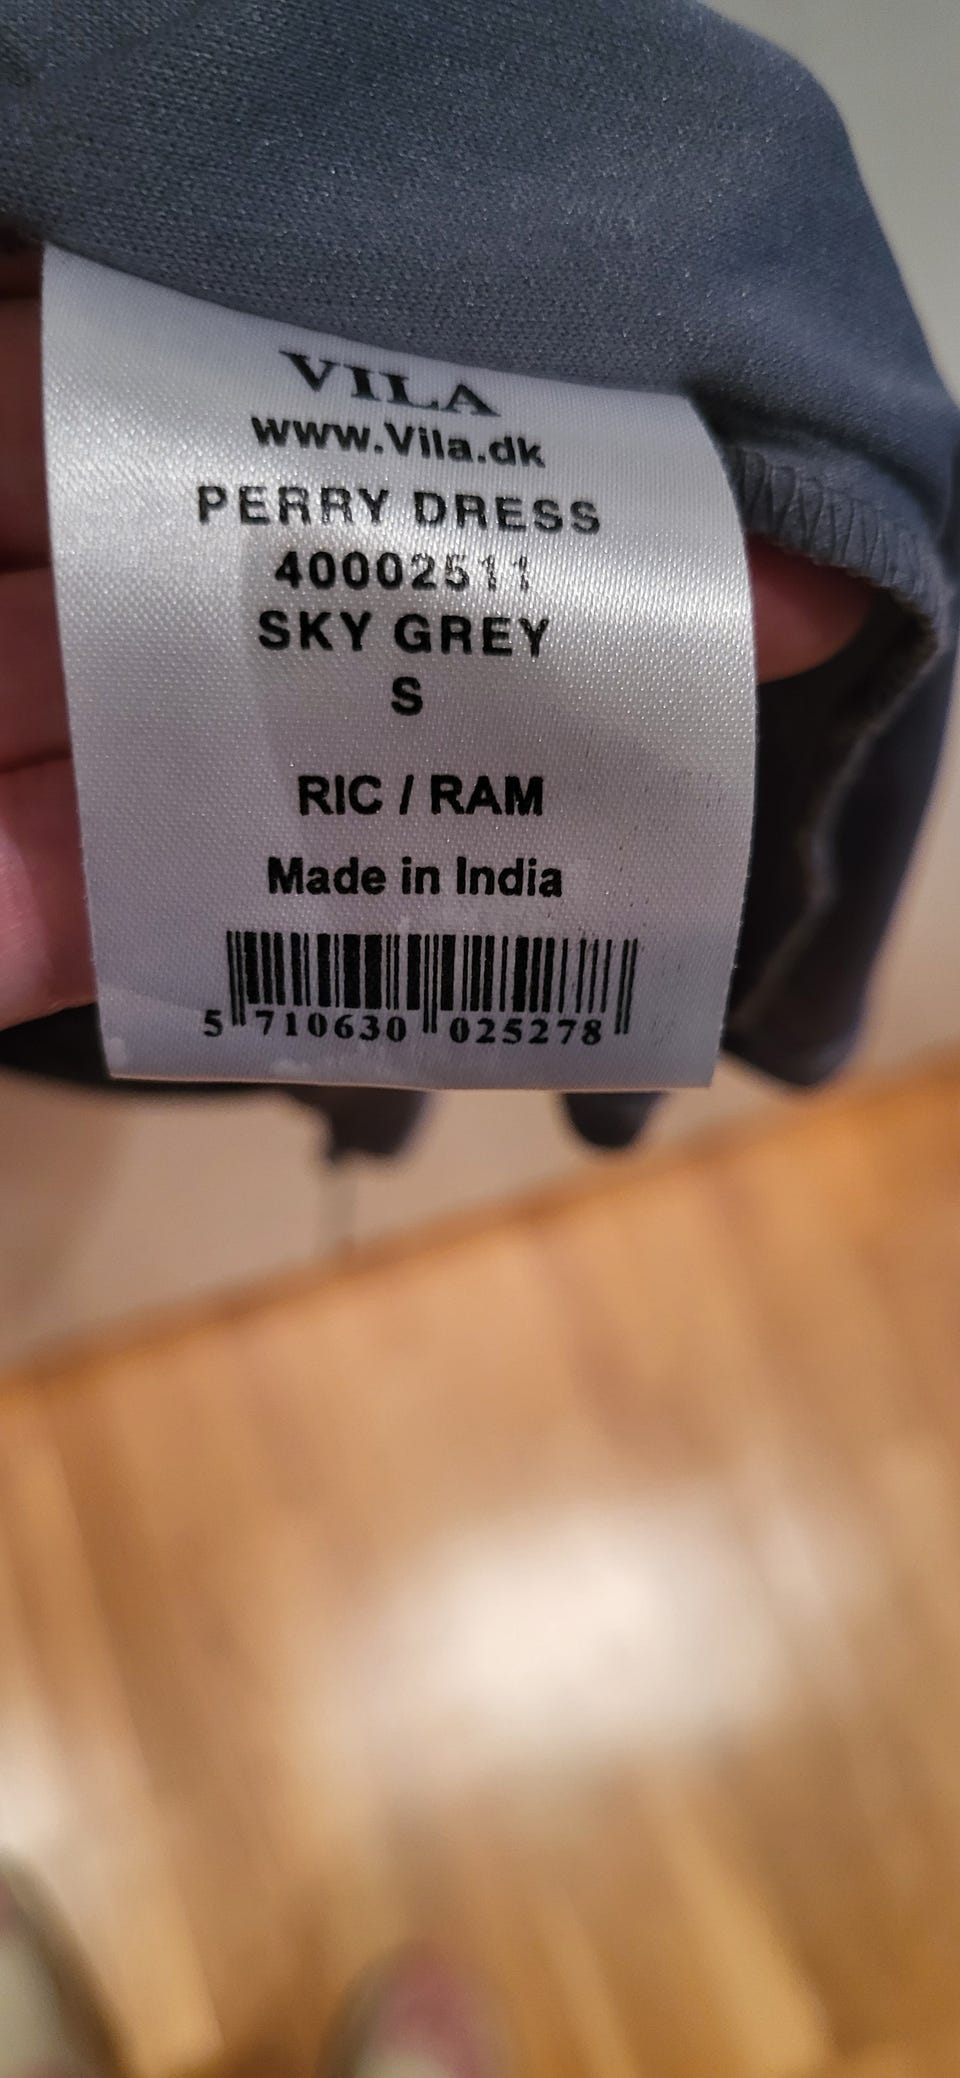 VILA
www.Vila.dk
PERRY DRESS
40002511
SKY GREY
S
RIC / RAM
Made in India
5 710630 025278